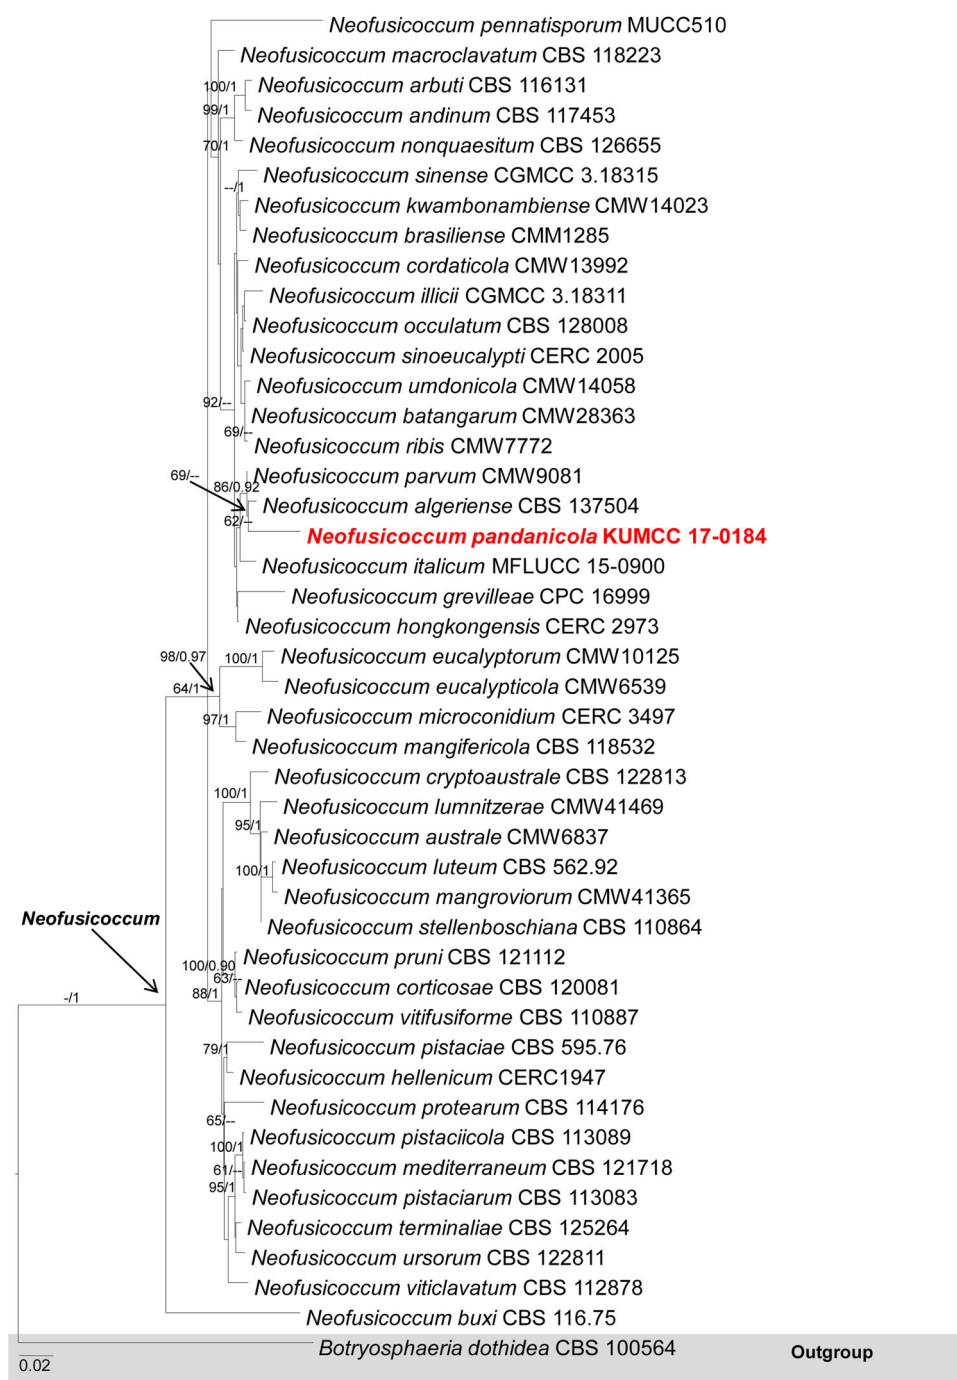 Neofusicoccum pennatisporum MUCC510
Neofusicoccum macroclavatum CBS 118223
100/1
Neofusicoccum arbuti CBS 116131
99/1
Neofusicoccum andinum CBS 117453
70/1
Neofusicoccum nonquaesitum CBS 126655
Neofusicoccum sinense CGMCC 3.18315
--/1
Neofusicoccum kwambonambiense CMW14023
Neofusicoccum brasiliense CMM1285
Neofusicoccum cordaticola CMW13992
Neofusicoccum illicii CGMCC 3.18311
Neofusicoccum occulatum CBS 128008
Neofusicoccum sinoeucalypti CERC 2005
Neofusicoccum umdonicola CMW14058
92/--
Neofusicoccum batangarum CMW28363
69/--
Neofusicoccum ribis CMW7772
69/--
Neofusicoccum parvum CMW9081
86/0.92
Neofusicoccum algeriense CBS 137504
62/--
Neofusicoccum pandanicola KUMCC 17-0184
Neofusicoccum italicum MFLUCC 15-0900
Neofusicoccum grevilleae CPC 16999
Neofusicoccum hongkongensis CERC 2973
98/0.97
100/1
Neofusicoccum eucalyptorum CMW10125
64/1
Neofusicoccum eucalypticola CMW6539
97/1
Neofusicoccum microconidium CERC 3497
Neofusicoccum mangifericola CBS 118532
Neofusicoccum cryptoaustrale CBS 122813
100/1
Neofusicoccum lumnitzerae CMW41469
95/1
Neofusicoccum australe CMW6837
100/1
Neofusicoccum luteum CBS 562.92
Neofusicoccum mangroviorum CMW41365
Neofusicoccum
Neofusicoccum stellenboschiana CBS 110864
Neofusicoccum pruni CBS 121112
100/0.90
63/--
Neofusicoccum corticosae CBS 120081
88/1
-/1
Neofusicoccum vitifusiforme CBS 110887
79/1
Neofusicoccum pistaciae CBS 595.76
Neofusicoccum hellenicum CERC1947
Neofusicoccum protearum CBS 114176
65/--
Neofusicoccum pistaciicola CBS 113089
100/1
61/--
Neofusicoccum mediterraneum CBS 121718
95/1
Neofusicoccum pistaciarum CBS 113083
Neofusicoccum terminaliae CBS 125264
Neofusicoccum ursorum CBS 122811
Neofusicoccum viticlavatum CBS 112878
Neofusicoccum buxi CBS 116.75
Botryosphaeria dothidea CBS 100564
Outgroup
0.02